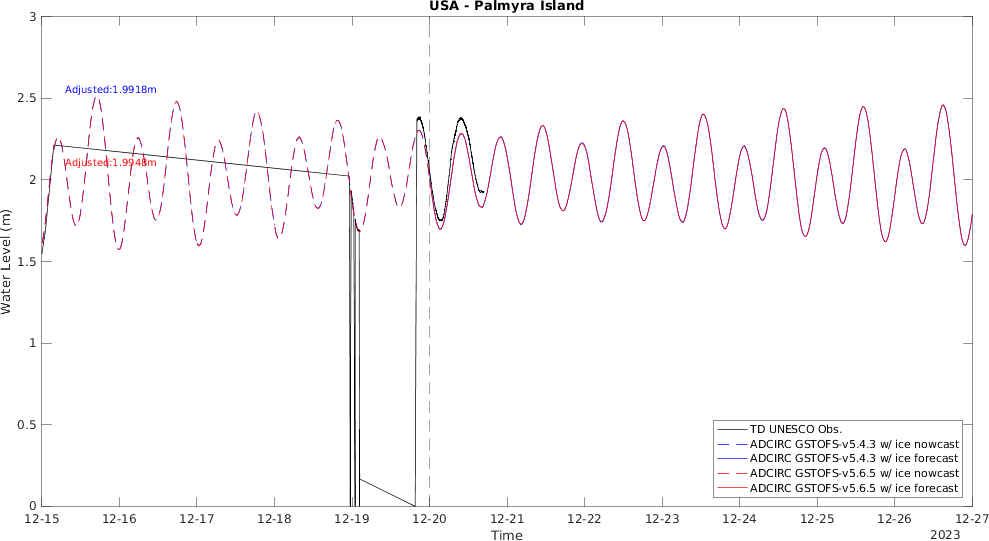 USA - Palmyra Island
3
2.5
2
1.5
1
0.5
0
Water Level (m)
Adjusted:1.9918m
Adjusted:1.9948m
TD UNESCO Obs.
ADCIRC GSTOFS-v5.4.3 w/ ice nowcast
ADCIRC GSTOFS-v5.4.3 w/ ice forecast
ADCIRC GSTOFS-v5.6.5 w/ ice nowcast
ADCIRC GSTOFS-v5.6.5 w/ ice forecast
12-15 12-16 12-17 12-18 12-19 12-20 12-21 12-22 12-23 12-24 12-25 12-26 12-27
Time
2023